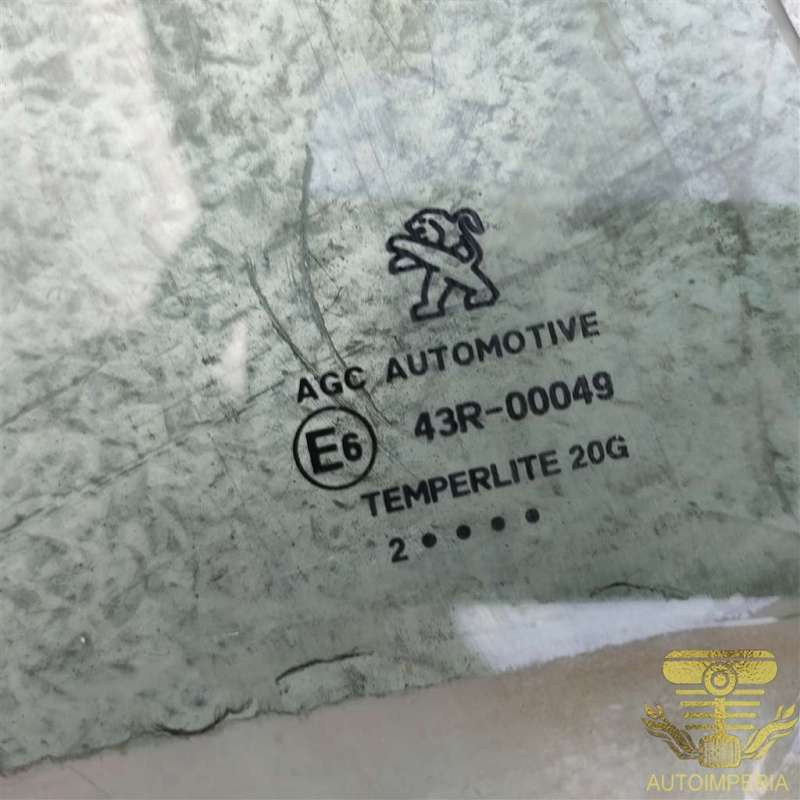 AGC AUTOMOTIVE
E6 43R-00049
TEMPERLITE 20G
2 • • • •
AUTOIMPERIA